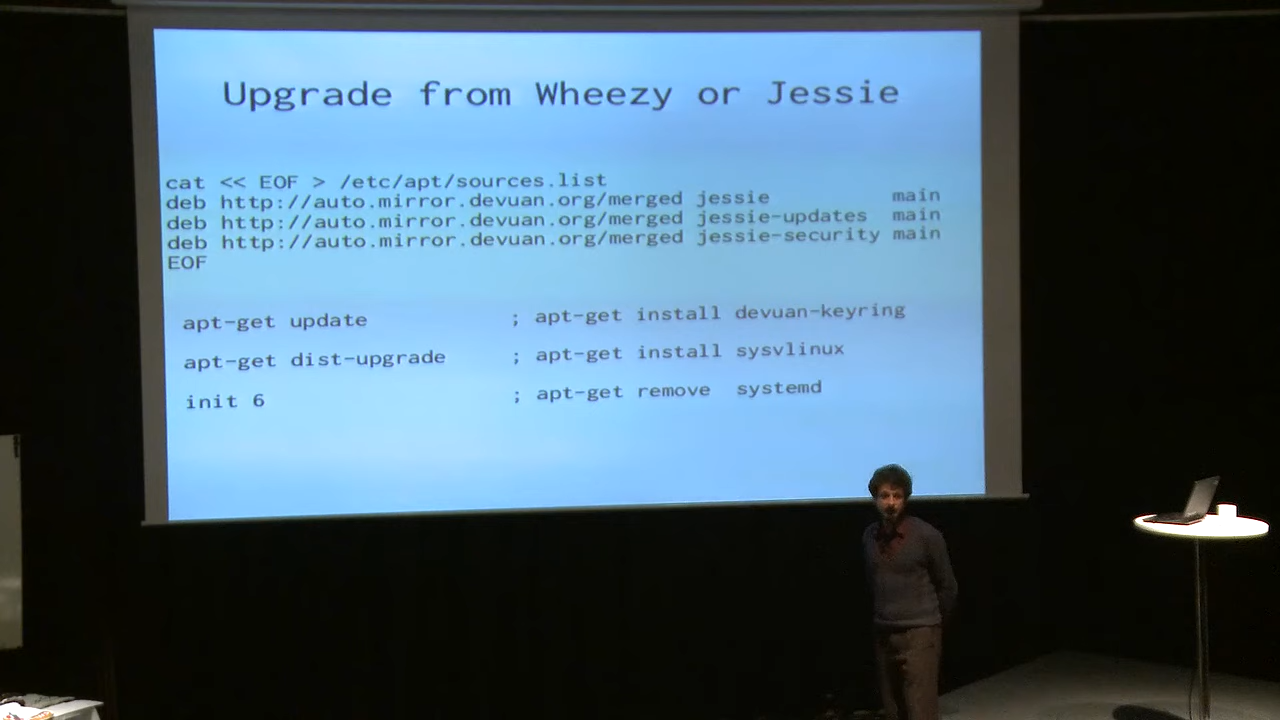 Upgrade from Wheezy or Jessie
cat << EOF > /etc/apt/sources.list
deb http://auto.mirror.devuan.org/merged jessie main
deb http://auto.mirror.devuan.org/merged jessie-updates main
deb http://auto.mirror.devuan.org/merged jessie-security main
EOF
apt-get update ; apt-get install devuan-keyring
apt-get dist-upgrade ; apt-get install sysvlinux
init 6 ; apt-get remove systemd